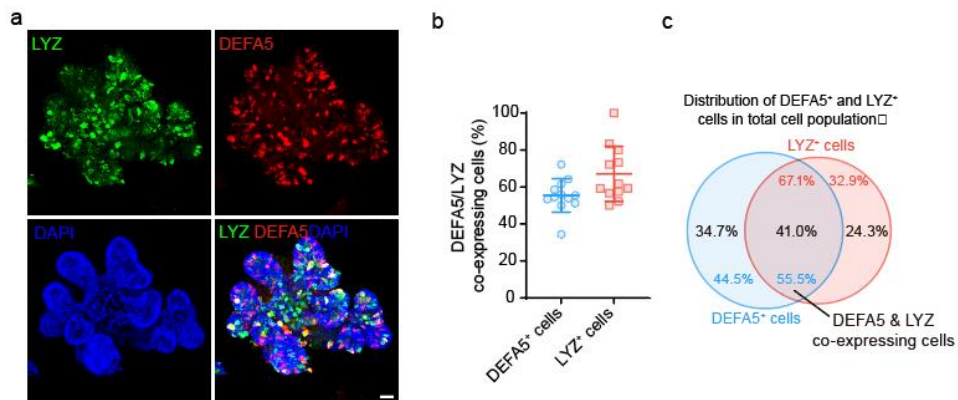 a
LYZ
DEFA5
DAPI
LYZ DEFA5DAPI
b
DEFA5/LYZ
co-expressing cells (%)
100
80
60
40
20
0
DEFA5⁺ cells
LYZ⁺ cells
c
Distribution of DEFA5⁺ and LYZ⁺
cells in total cell population□
LYZ⁺ cells
67.1% 32.9%
34.7% 41.0% 24.3%
44.5% 55.5%
DEFA5⁺ cells
DEFA5 & LYZ
co-expressing cells